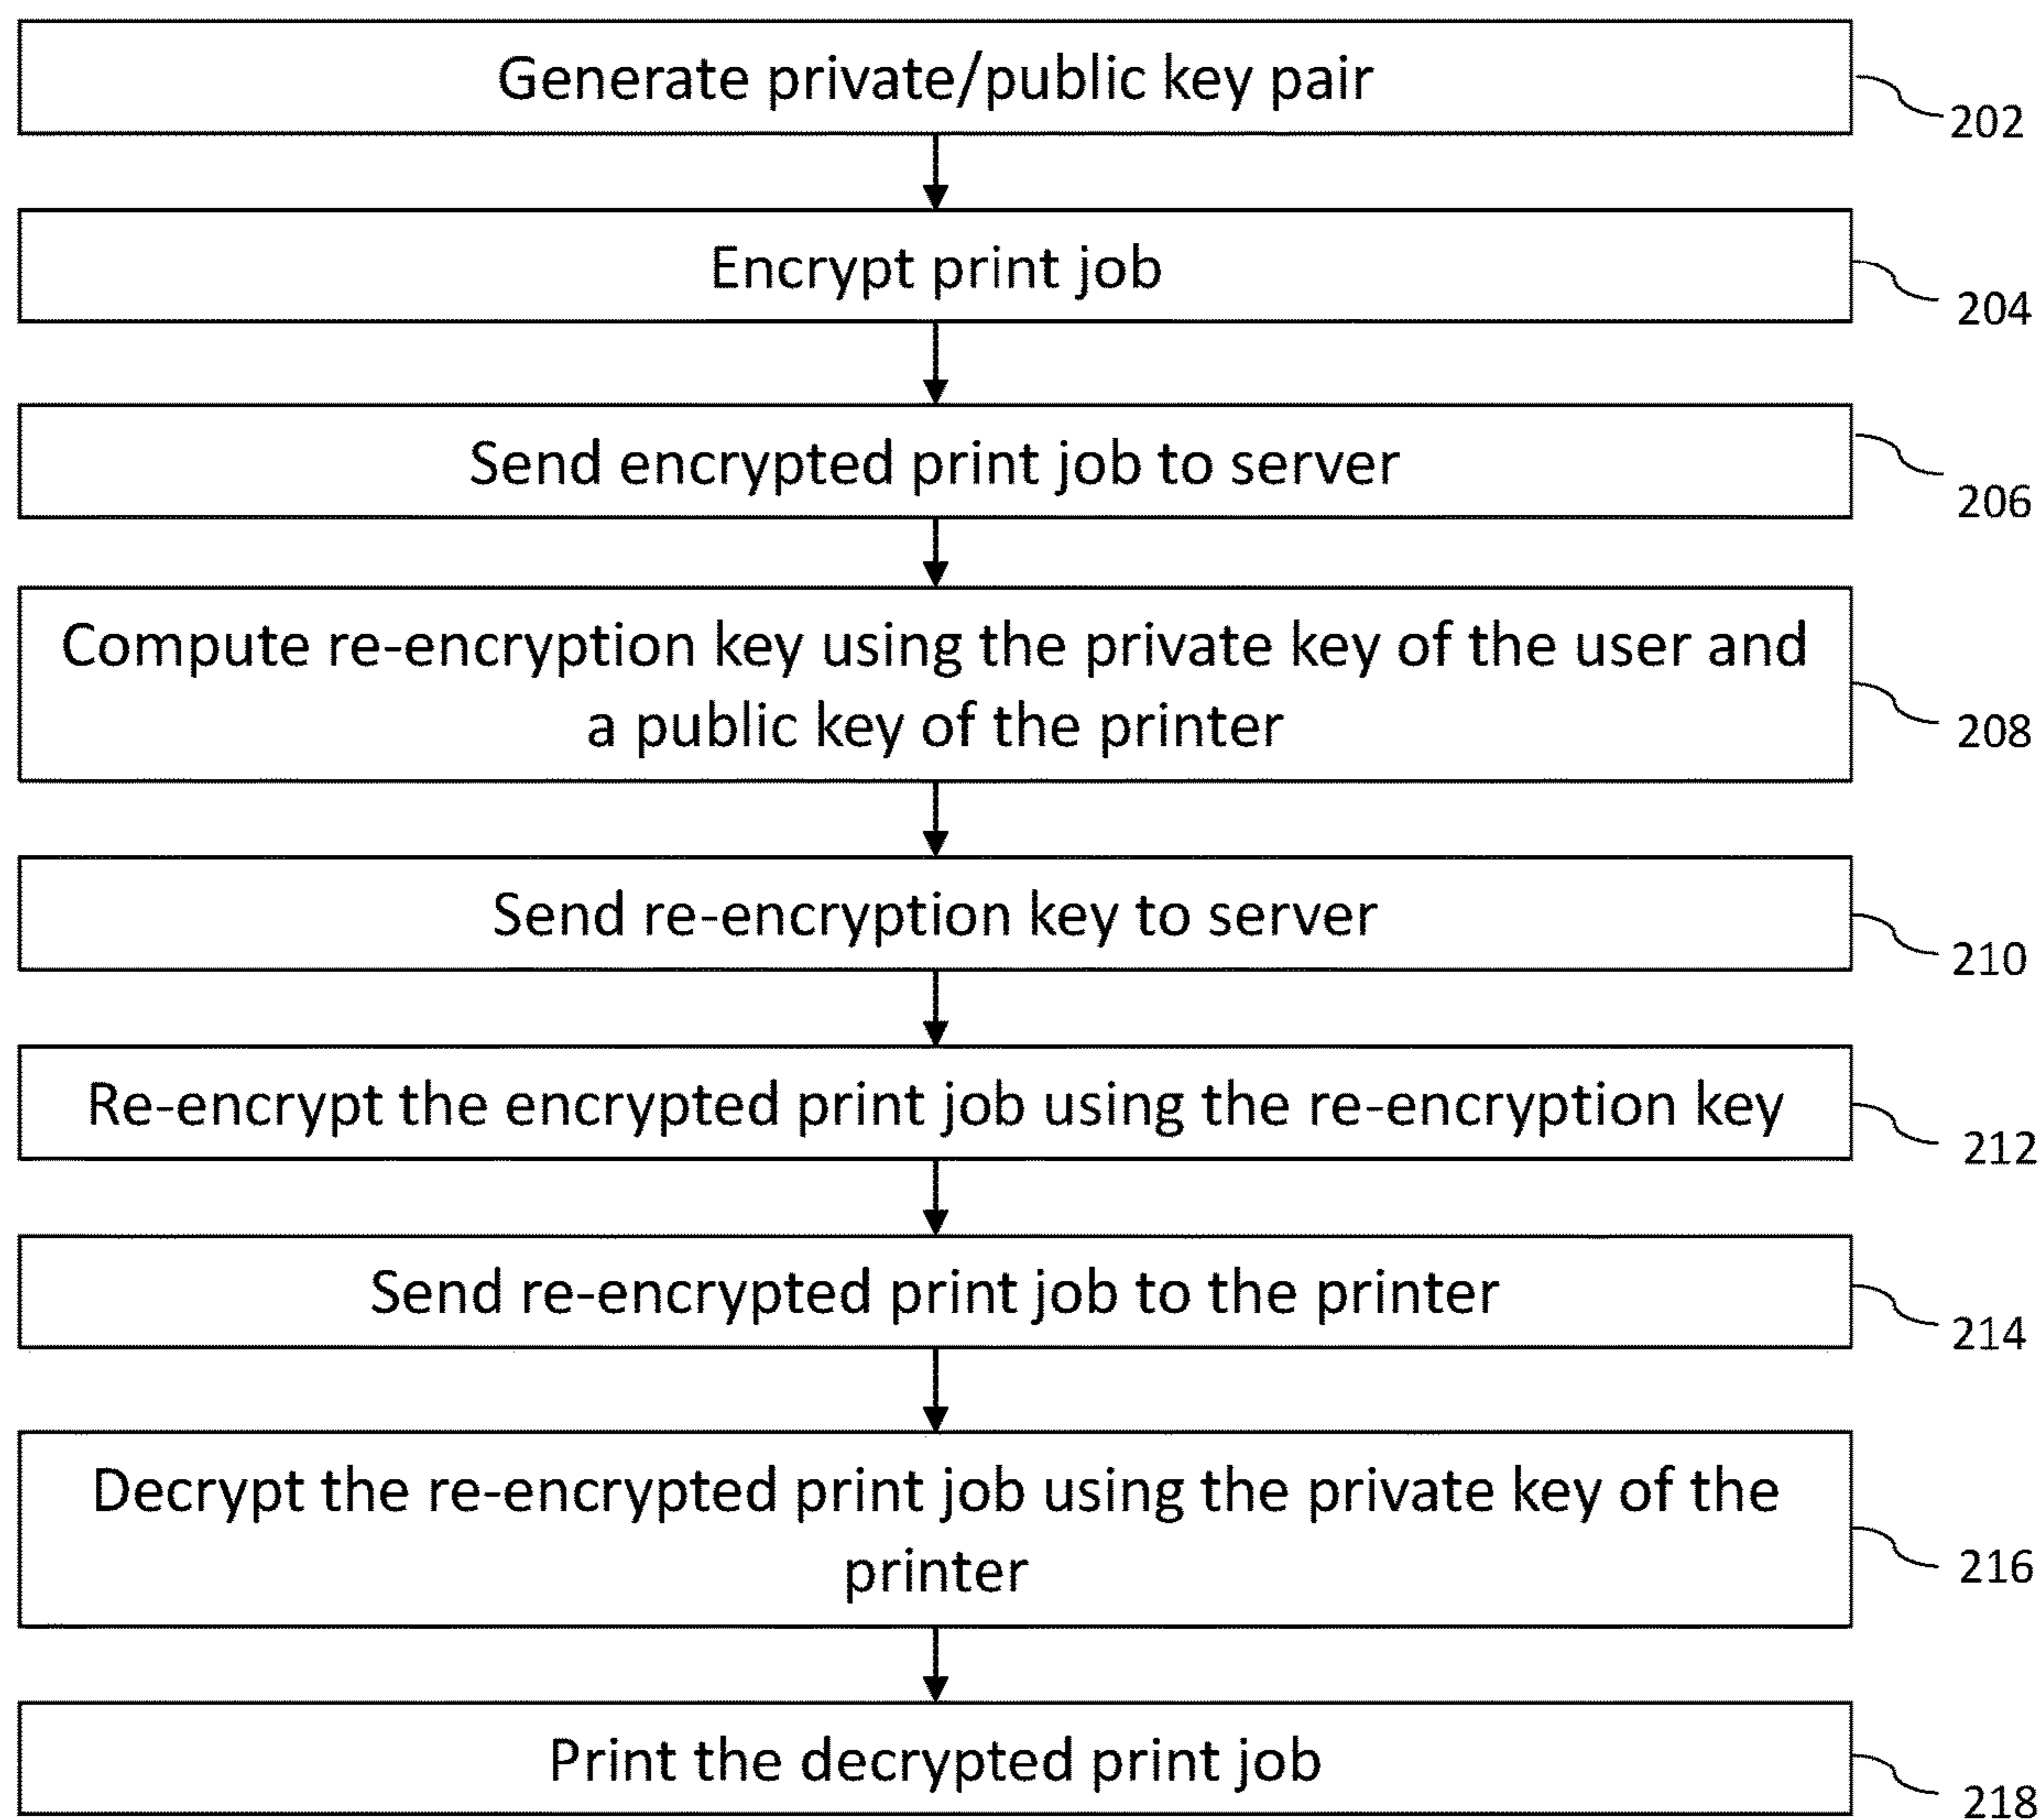 Generate private/public key pair
202
Encrypt print job
204
Send encrypted print job to server
206
Compute re-encryption key using the private key of the user and
a public key of the printer
208
Send re-encryption key to server
210
Re-encrypt the encrypted print job using the re-encryption key
212
Send re-encrypted print job to the printer
214
Decrypt the re-encrypted print job using the private key of the
printer
216
Print the decrypted print job
218